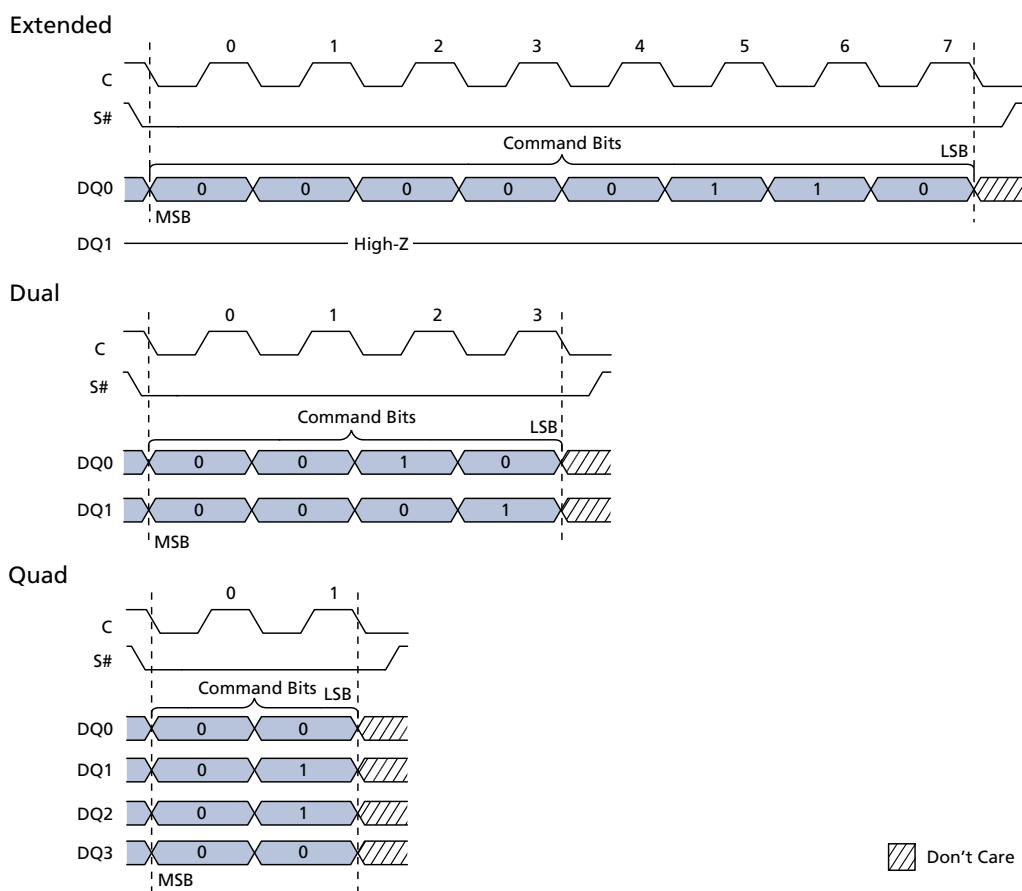 Extended
0 1 2 3 4 5 6 7
C
S#
Command Bits
LSB
DQ0 0 0 0 0 0 1 1 0
MSB
DQ1 High-Z
Dual
0 1 2 3
C
S#
Command Bits
LSB
DQ0 0 0 1 0
DQ1 0 0 0 1
MSB
Quad
0 1
C
S#
Command Bits LSB
DQ0 0 0
DQ1 0 1
DQ2 0 1
DQ3 0 0
MSB
Don't Care